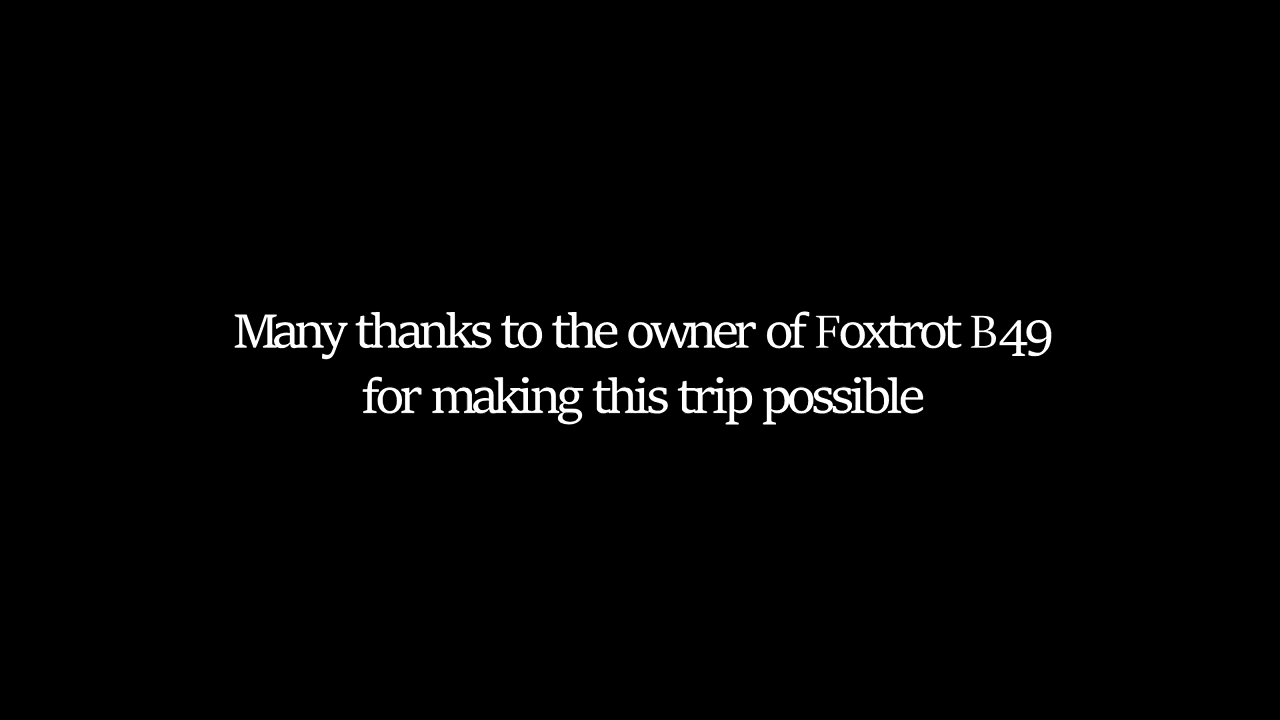 Many thanks to the owner of Foxtrot B49
for making this trip possible